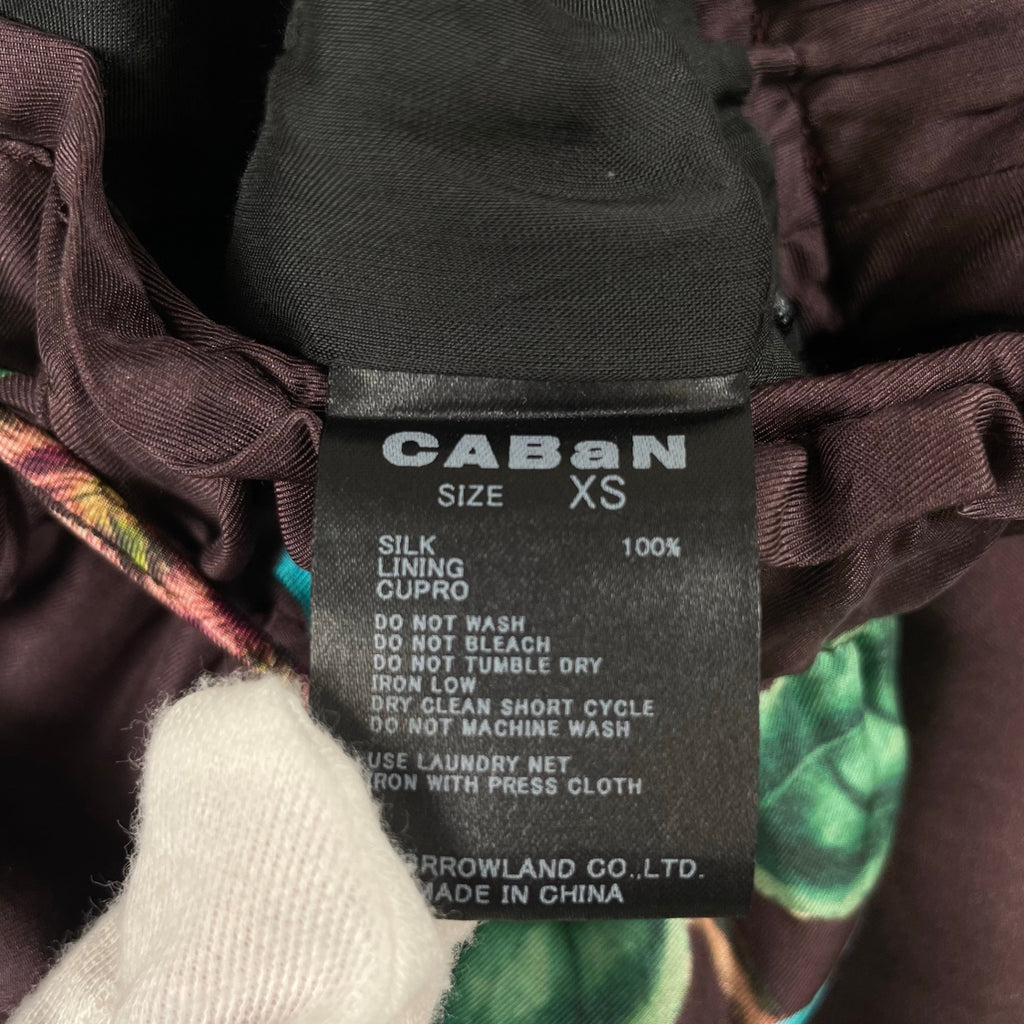 CABaN
SIZE XS
SILK 100%
LINING
CUPRO
DO NOT WASH
DO NOT BLEACH
DO NOT TUMBLE DRY
IRON LOW
DRY CLEAN SHORT CYCLE
DO NOT MACHINE WASH
USE LAUNDRY NET
IRON WITH PRESS CLOTH
CO.,LTD.
MADE IN CHINA